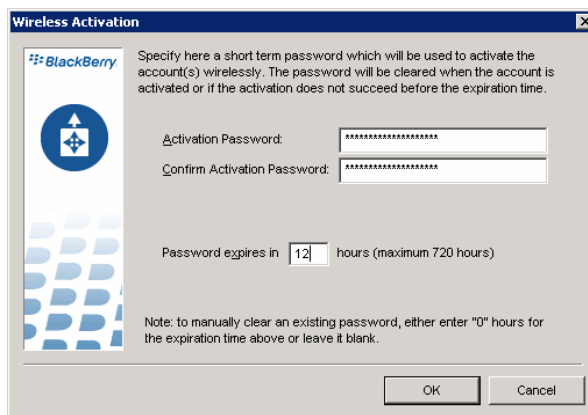 Wireless Activation
BlackBerry
Specify here a short term password which will be used to activate the
account(s) wirelessly. The password will be cleared when the account is
activated or if the activation does not succeed before the expiration time.
Activation Password: ********************
Confirm Activation Password: ********************
Password expires in 12 hours (maximum 720 hours)
Note: to manually clear an existing password, either enter "0" hours for
the expiration time above or leave it blank.
OK Cancel